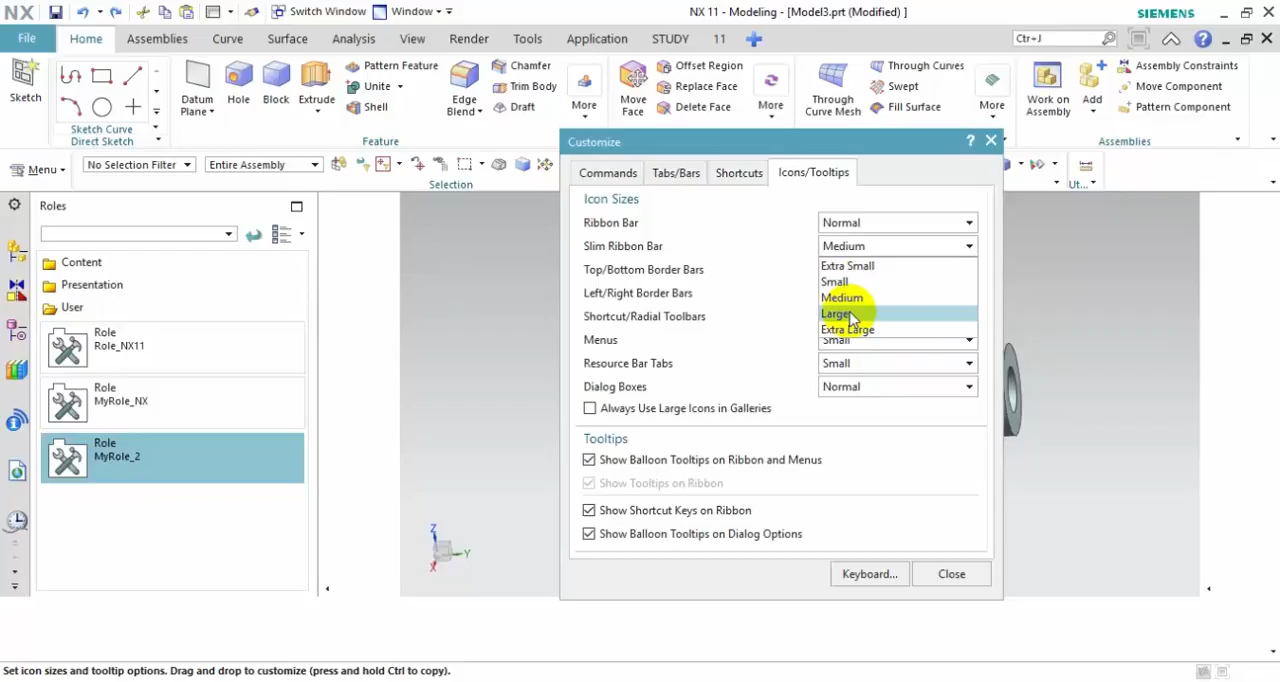 NX Switch Window Window NX 11 - Modeling - [Model3.prt (Modified) ] SIEMENS
File Home Assemblies Curve Surface Analysis View Render Tools Application STUDY 11 Ctrl+J
Sketch
Sketch Curve
Direct Sketch
Datum
Plane
Hole
Block
Extrude
Pattern Feature
Unite
Shell
Edge
Blend
Chamfer
Trim Body
Draft
More
Feature
Move
Face
Offset Region
Replace Face
Delete Face
More
Through
Curve Mesh
Through Curves
Swept
Fill Surface
More
Work on
Assembly
Add
Assembly Constraints
Move Component
Pattern Component
Assemblies
Menu No Selection Filter Entire Assembly
Selection
Ut...
Roles
Content
Presentation
User
Role
Role_NX11
Role
MyRole_NX
Role
MyRole_2
Z
Y
X
Customize ?
Commands Tabs/Bars Shortcuts Icons/Tooltips
Icon Sizes
Ribbon Bar Normal
Slim Ribbon Bar Medium
Top/Bottom Border Bars
Left/Right Border Bars
Shortcut/Radial Toolbars
Extra Small
Small
Medium
Large
Extra Large
Menus Small
Resource Bar Tabs Small
Dialog Boxes Normal
Always Use Large Icons in Galleries
Tooltips
Show Balloon Tooltips on Ribbon and Menus
Show Tooltips on Ribbon
Show Shortcut Keys on Ribbon
Show Balloon Tooltips on Dialog Options
Keyboard... Close
Set icon sizes and tooltip options. Drag and drop to customize (press and hold Ctrl to copy).